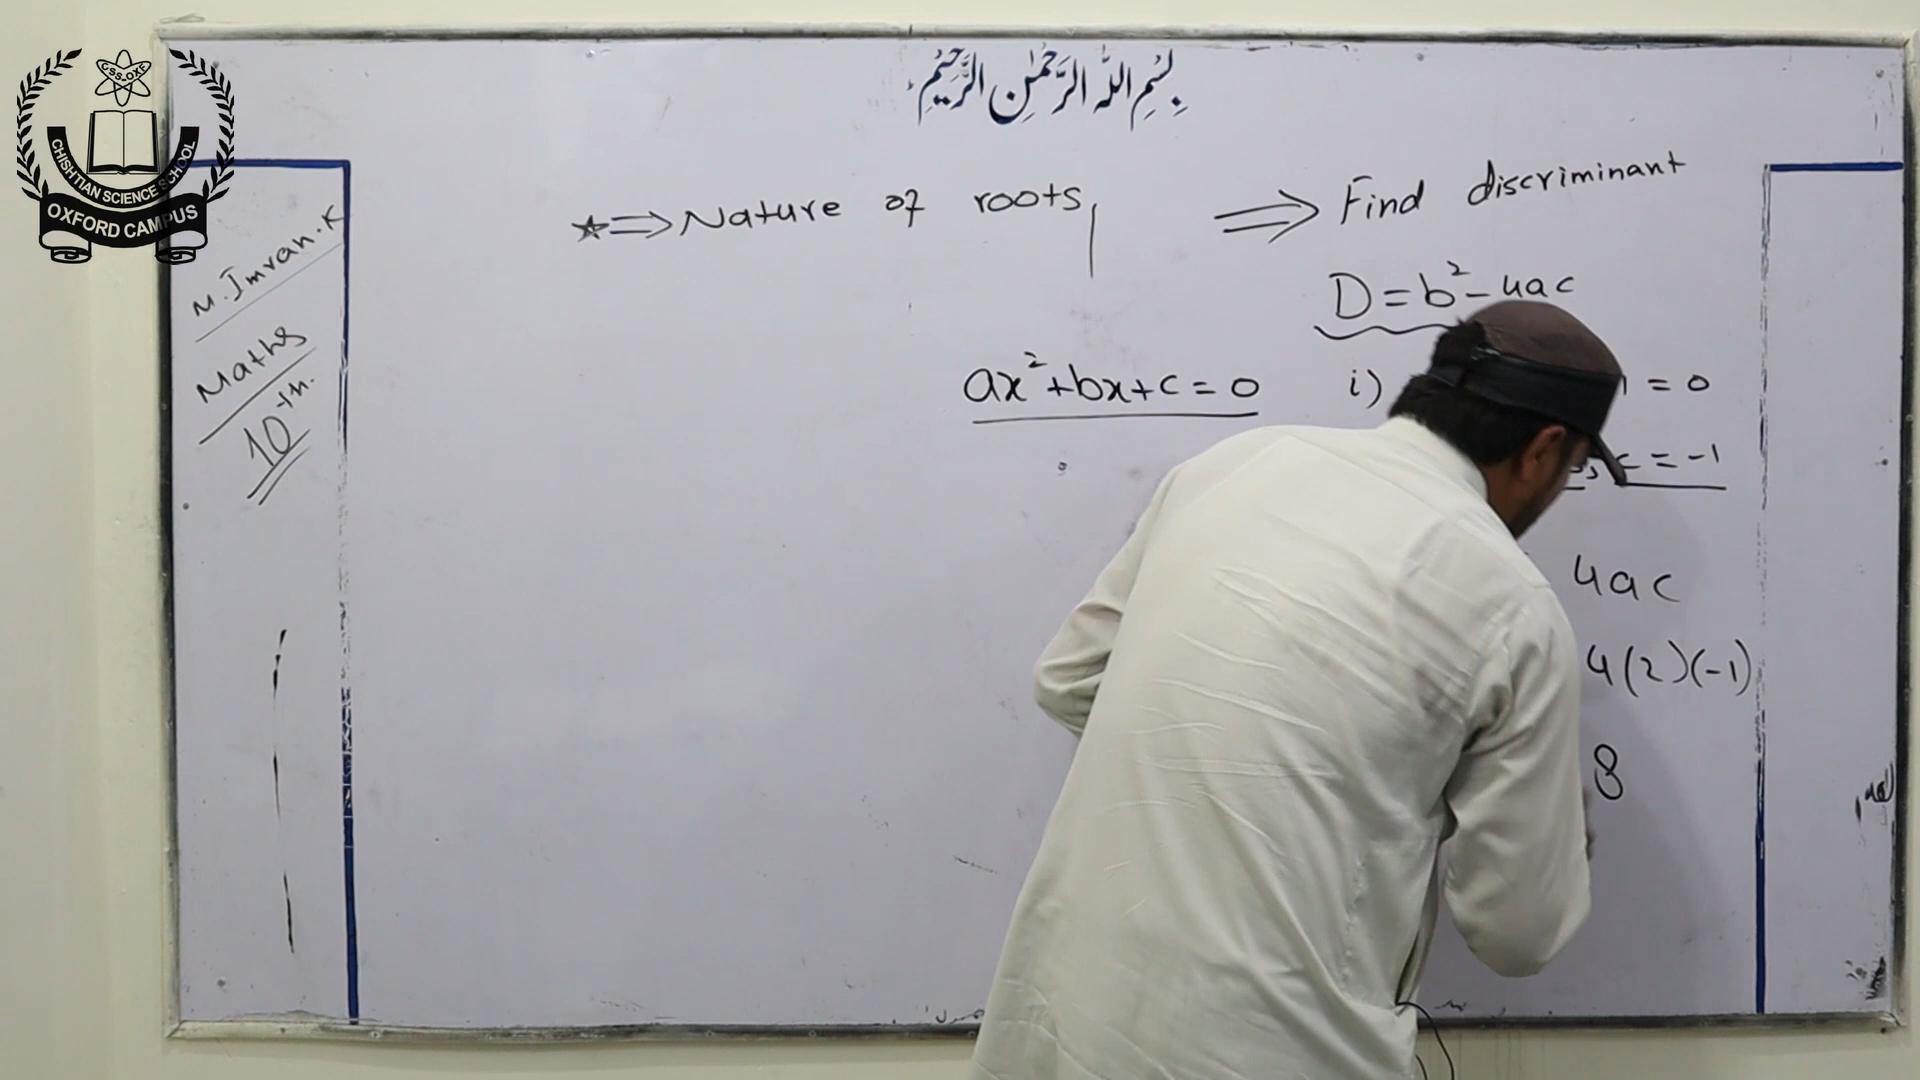 بِسْمِ اللّٰهِ الرَّحْمٰنِ الرَّحِيْمِ
CSS-OXF
CHISHTIAN SCIENCE SCHOOL
OXFORD CAMPUS
M. Imran. K
Maths
10th.
⇒ Nature of roots
⇒ Find discriminant
D = b² - 4ac
ax² + bx + c = 0
i) = 0
c = -1
4ac
4(2)(-1)
8